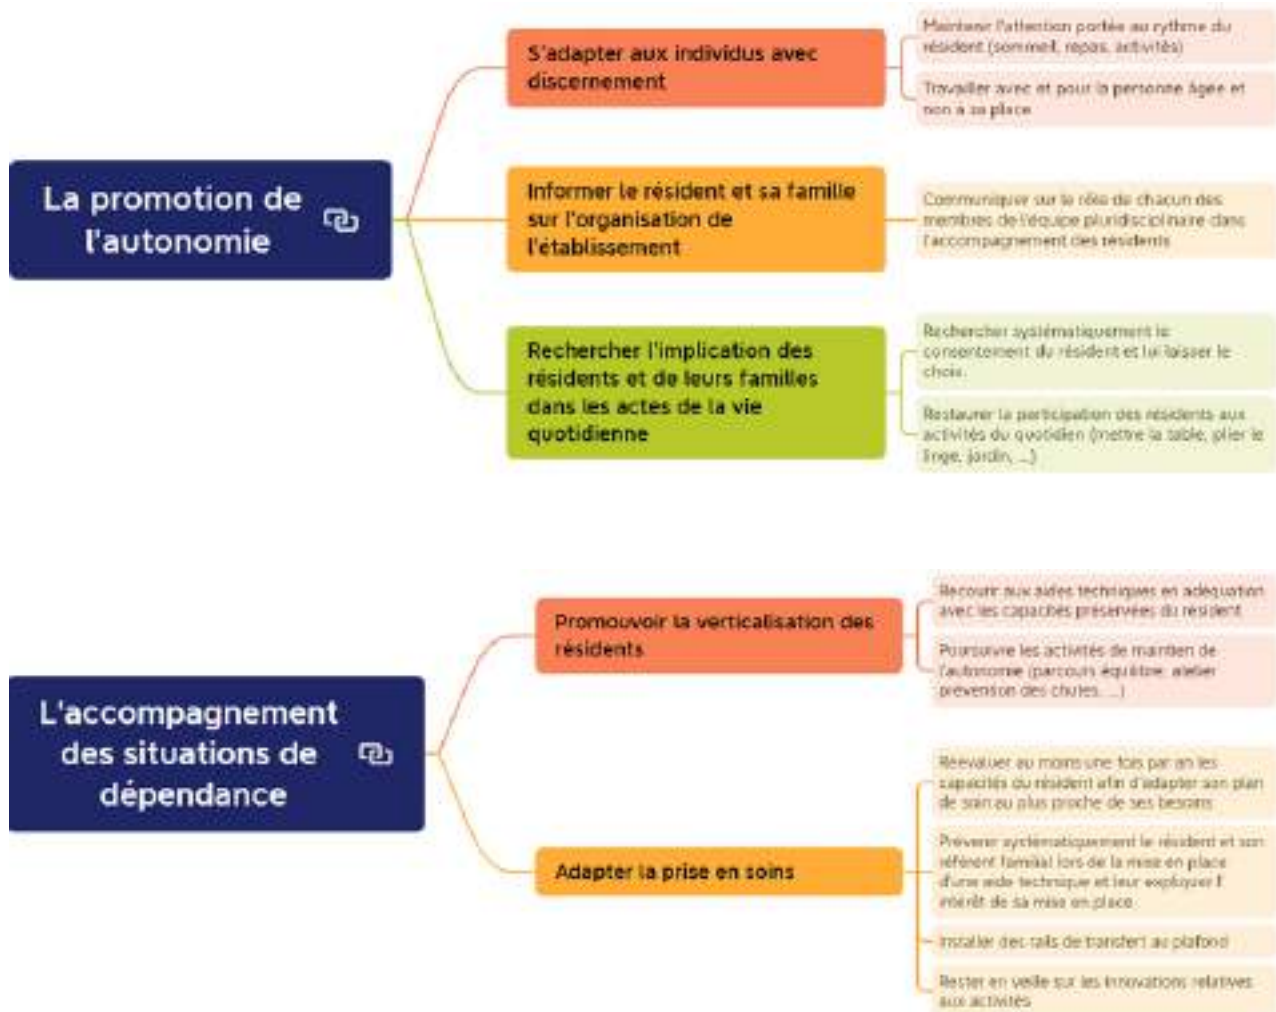 La promotion de
l'autonomie
S'adapter aux individus avec
discernement
Maintenir l'attention portée au rythme du
résident (sommeil, repas, activités)
Travailler avec et pour la personne âgée et
non à sa place
Informer le résident et sa famille
sur l'organisation de
l'établissement
Communiquer sur le rôle de chacun des
membres de l'équipe pluridisciplinaire dans
l'accompagnement des résidents
Rechercher l'implication des
résidents et de leurs familles
dans les actes de la vie
quotidienne
Rechercher systématiquement le
consentement du résident et lui laisser le
choix.
Restaurer la participation des résidents aux
activités du quotidien (mettre la table, plier le
linge, jardin, ...)
L'accompagnement
des situations de
dépendance
Promouvoir la verticalisation des
résidents
Recourir aux aides techniques en adéquation
avec les capacités préservées du résident
Poursuivre les activités de maintien de
l'autonomie (parcours équilibre, atelier
prévention des chutes, ...)
Adapter la prise en soins
Réévaluer au moins une fois par an les
capacités du résident afin d'adapter son plan
de soin au plus proche de ses besoins
Prévenir systématiquement le résident et son
référent familial lors de la mise en place
d'une aide technique et leur expliquer l'
intérêt de sa mise en place
Installer des rails de transfert au plafond
Rester en veille sur les innovations relatives
aux activités